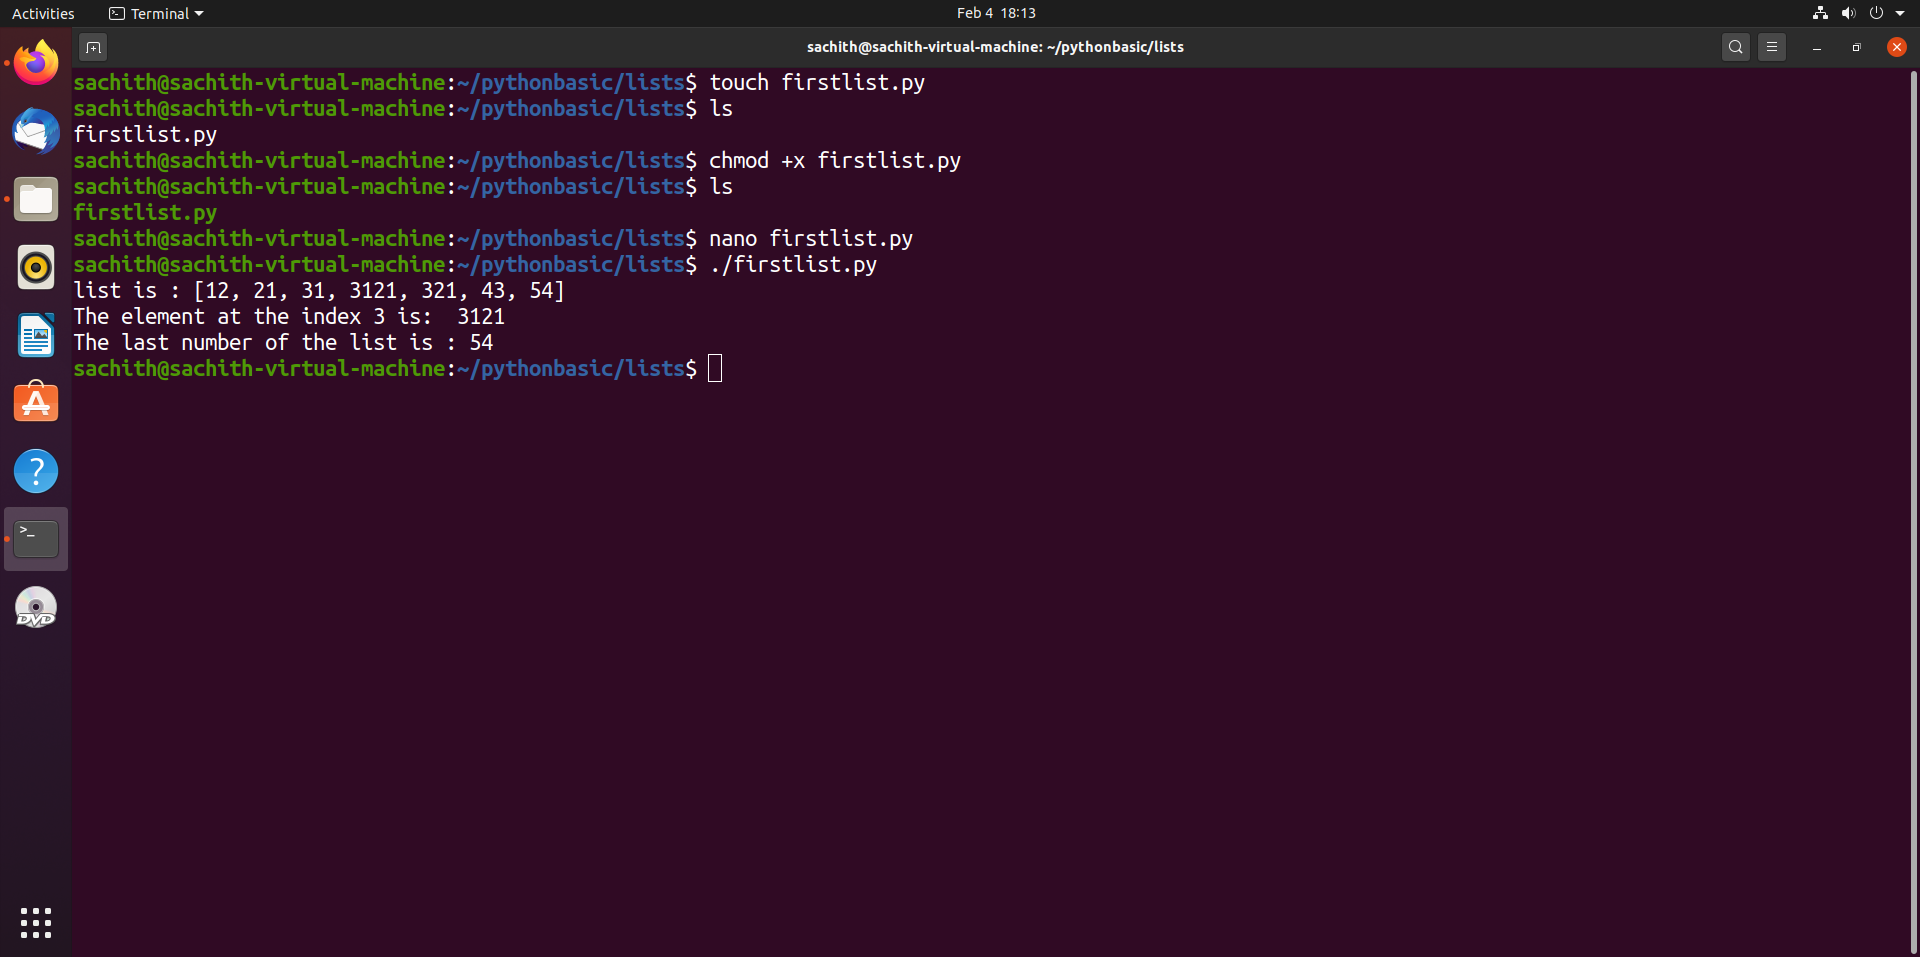 Activities Terminal Feb 4 18:13
sachith@sachith-virtual-machine: ~/pythonbasic/lists
sachith@sachith-virtual-machine:~/pythonbasic/lists$ touch firstlist.py
sachith@sachith-virtual-machine:~/pythonbasic/lists$ ls
firstlist.py
sachith@sachith-virtual-machine:~/pythonbasic/lists$ chmod +x firstlist.py
sachith@sachith-virtual-machine:~/pythonbasic/lists$ ls
firstlist.py
sachith@sachith-virtual-machine:~/pythonbasic/lists$ nano firstlist.py
sachith@sachith-virtual-machine:~/pythonbasic/lists$ ./firstlist.py
list is : [12, 21, 31, 3121, 321, 43, 54]
The element at the index 3 is:  3121
The last number of the list is : 54
sachith@sachith-virtual-machine:~/pythonbasic/lists$
?
>_
DVD